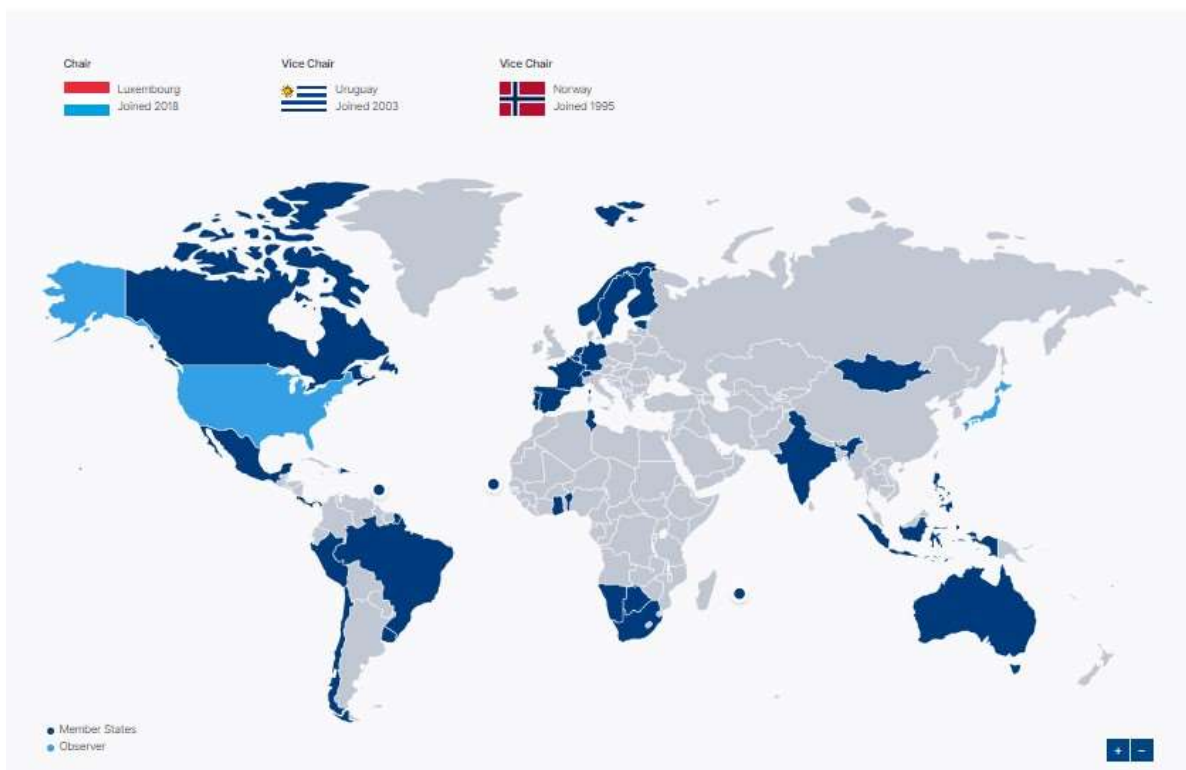 Chair
Luxembourg
Joined 2018
Vice Chair
Uruguay
Joined 2003
Vice Chair
Norway
Joined 1995
Member States
Observer
+ −